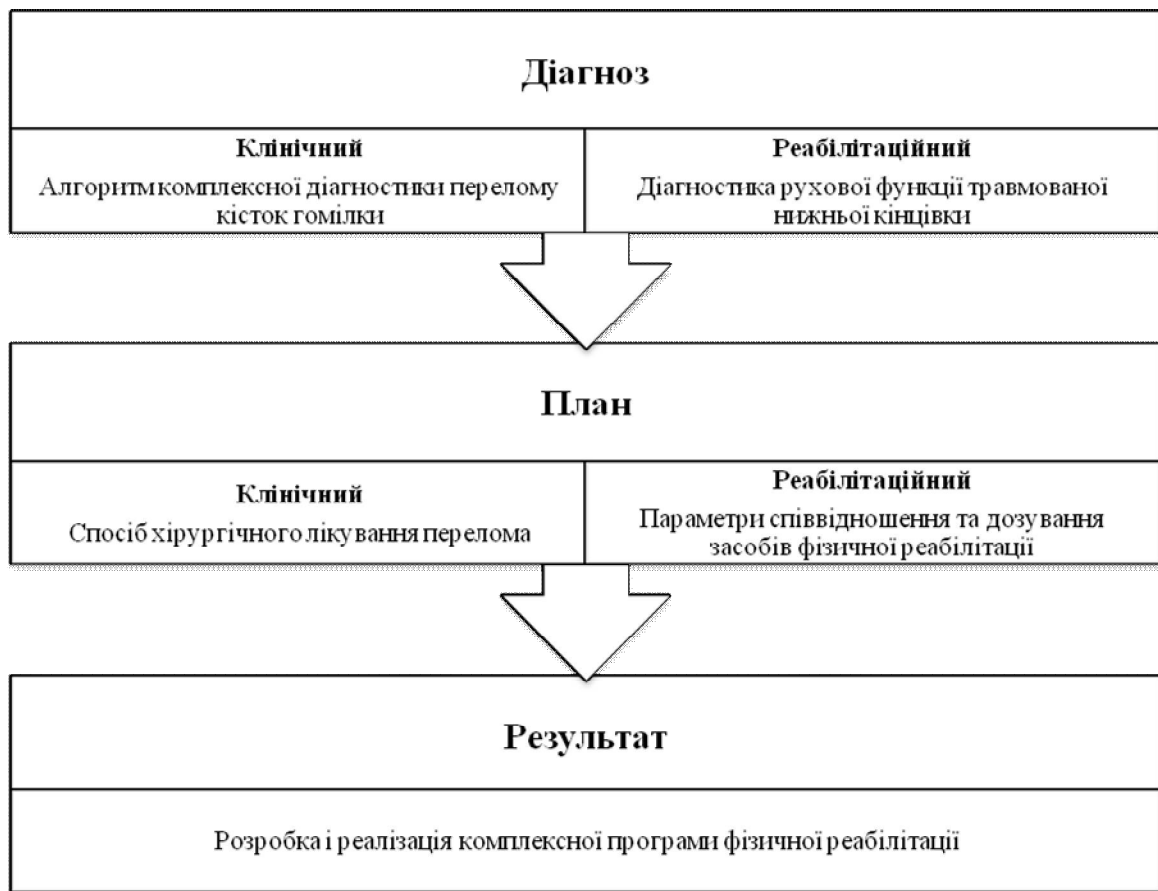 Діагноз
Клінічний
Алгоритм комплексної діагностики перелому
кісток гомілки
Реабілітаційний
Діагностика рухової функції травмованої
нижньої кінцівки
План
Клінічний
Спосіб хірургічного лікування перелома
Реабілітаційний
Параметри співвідношення та дозування
засобів фізичної реабілітації
Результат
Розробка і реалізація комплексної програми фізичної реабілітації